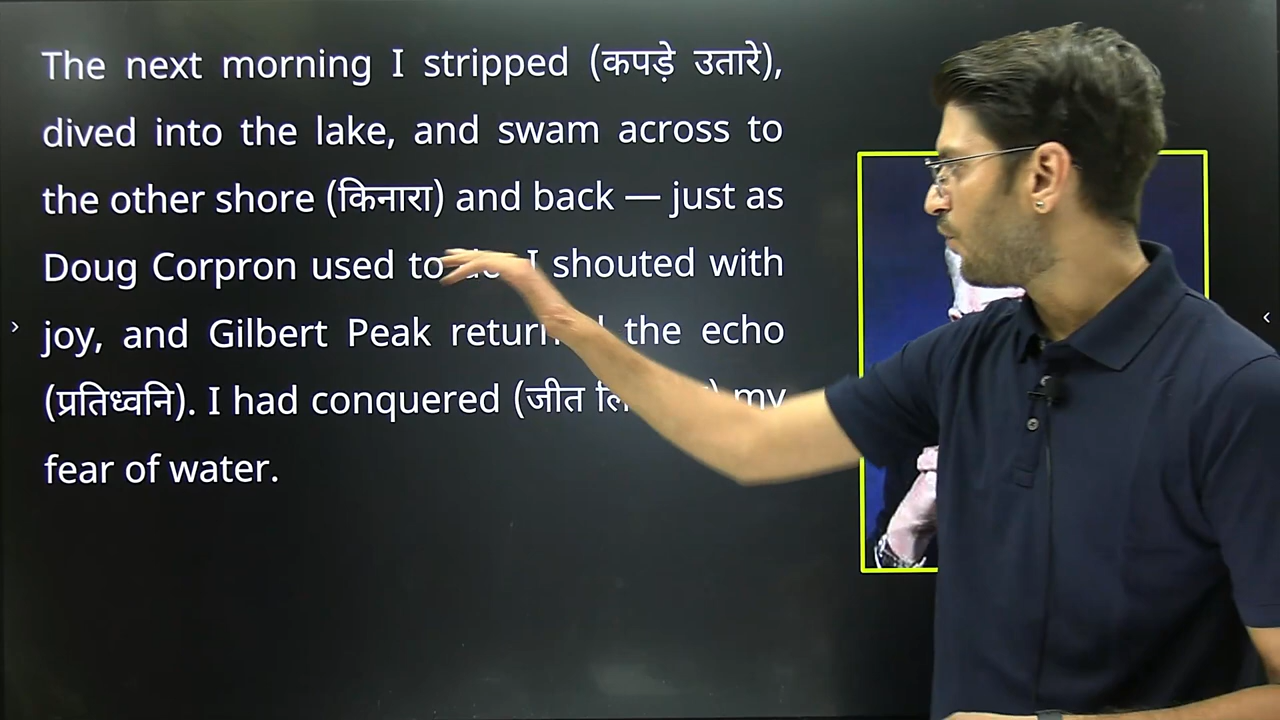 The next morning I stripped (कपड़े उतारे),
dived into the lake, and swam across to
the other shore (किनारा) and back — just as
Doug Corpron used to I shouted with
joy, and Gilbert Peak the echo
(प्रतिध्वनि). I had conquered (जीत my
fear of water.